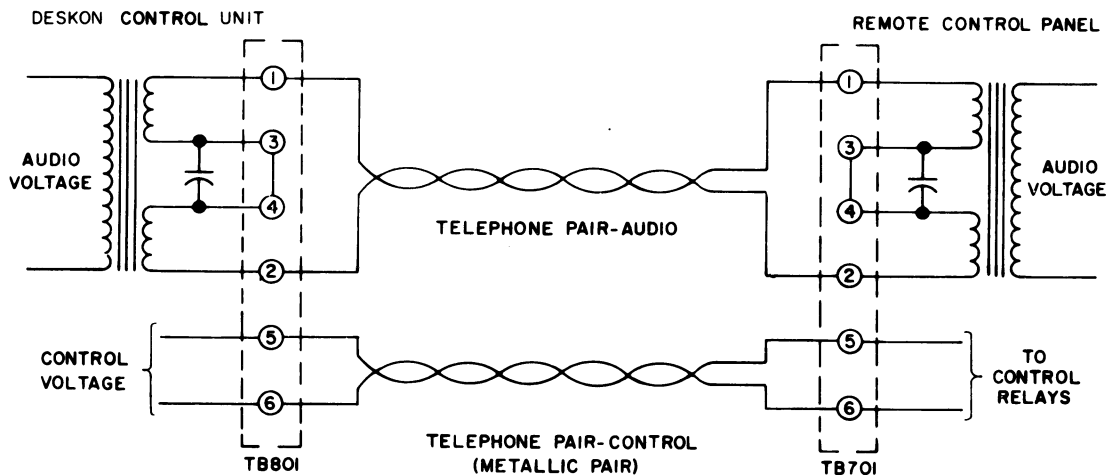 DESKON CONTROL UNIT
REMOTE CONTROL PANEL
1
3
4
2
5
6
AUDIO
VOLTAGE
CONTROL
VOLTAGE
TB801
TELEPHONE PAIR-AUDIO
TELEPHONE PAIR-CONTROL
(METALLIC PAIR)
1
3
4
2
5
6
AUDIO
VOLTAGE
TO
CONTROL
RELAYS
TB701